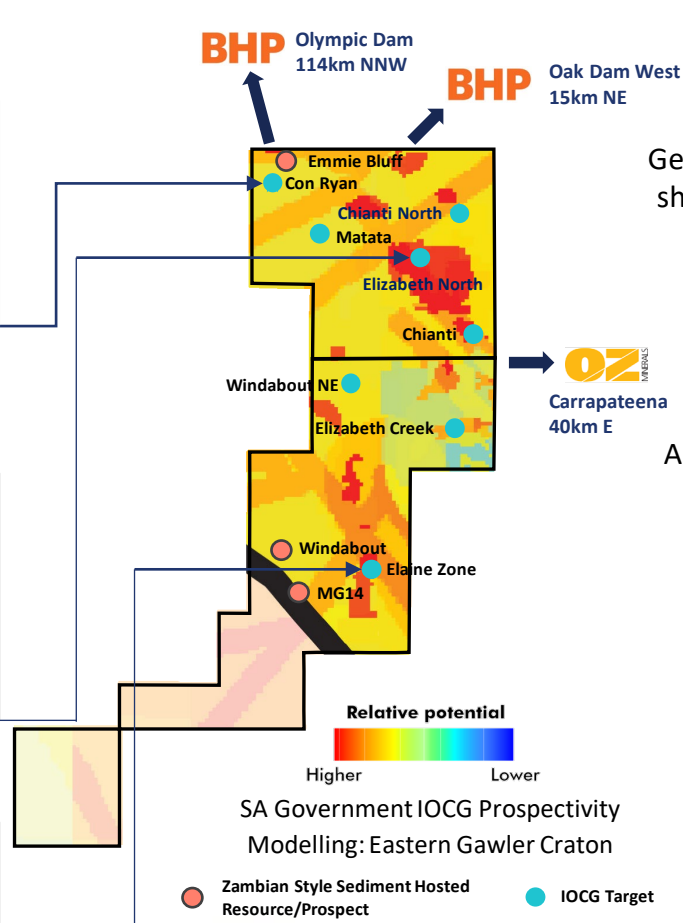 BHP
Olympic Dam
114km NNW
BHP
Oak Dam West
15km NE
Ge
sh
Emmie Bluff
Con Ryan
Chianti North
Matata
Elizabeth North
Chianti
OZ
MINERALS
Windabout NE
Carrapateena
40km E
Elizabeth Creek
A
Windabout
Elaine Zone
MG14
Relative potential
Higher
Lower
SA Government IOCG Prospectivity
Modelling: Eastern Gawler Craton
Zambian Style Sediment Hosted
Resource/Prospect
IOCG Target